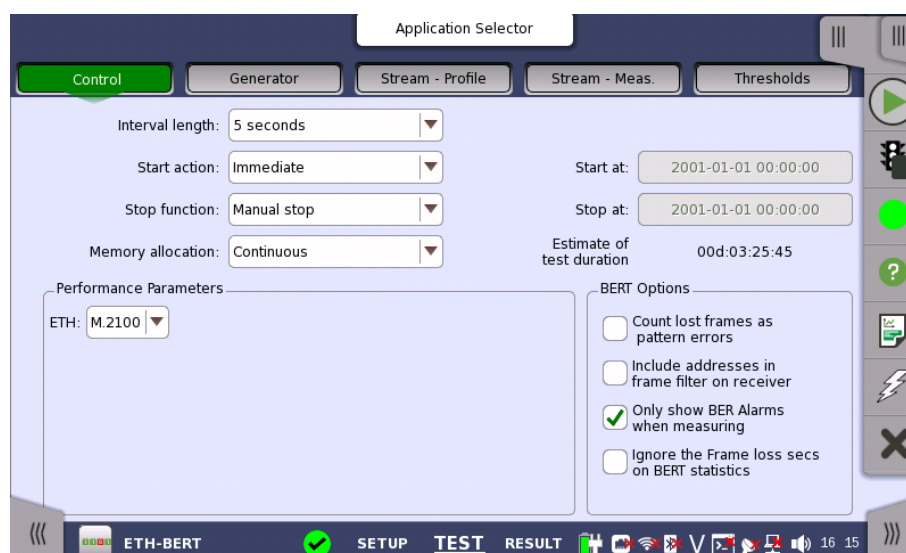 Application Selector
Control
Generator
Stream - Profile
Stream - Meas.
Thresholds
Interval length: 5 seconds
Start action: Immediate
Start at: 2001-01-01 00:00:00
Stop function: Manual stop
Stop at: 2001-01-01 00:00:00
Memory allocation: Continuous
Estimate of
test duration
00d:03:25:45
Performance Parameters
ETH: M.2100
BERT Options
Count lost frames as
pattern errors
Include addresses in
frame filter on receiver
Only show BER Alarms
when measuring
Ignore the Frame loss secs
on BERT statistics
ETH-BERT
SETUP
TEST
RESULT
16 15